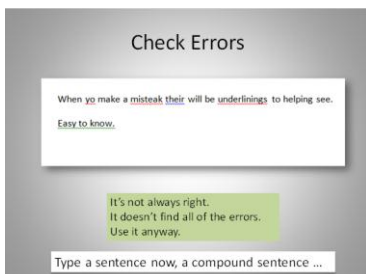 Check Errors
When yo make a misteak their will be underlinings to helping see.
Easy to know.
It's not always right.
It doesn't find all of the errors.
Use it anyway.
Type a sentence now, a compound sentence ...